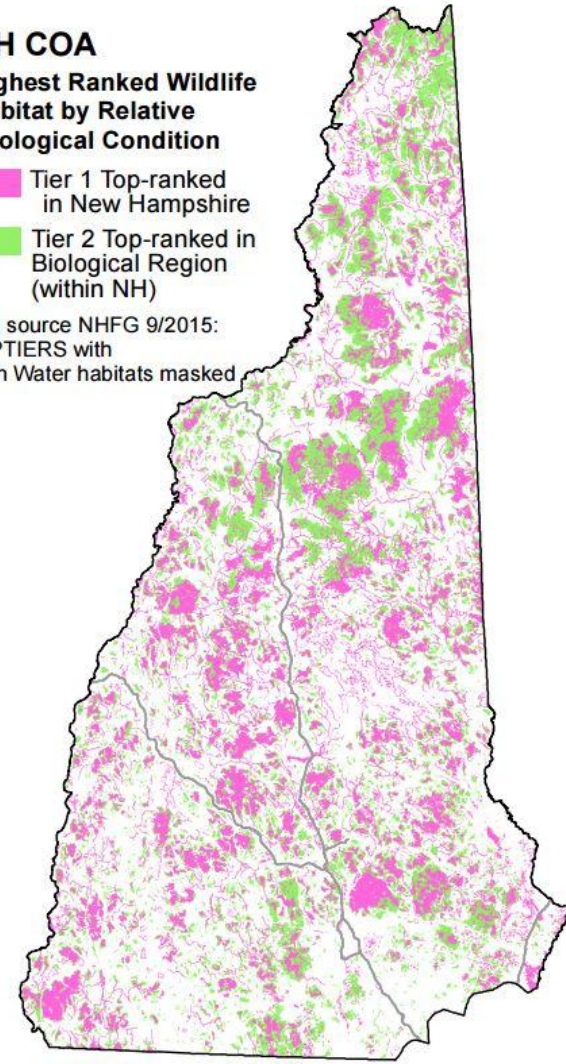 H COA
ghest Ranked Wildlife
bitat by Relative
ological Condition
Tier 1 Top-ranked
in New Hampshire
Tier 2 Top-ranked in
Biological Region
(within NH)
source NHFG 9/2015:
PTIERS with
n Water habitats masked